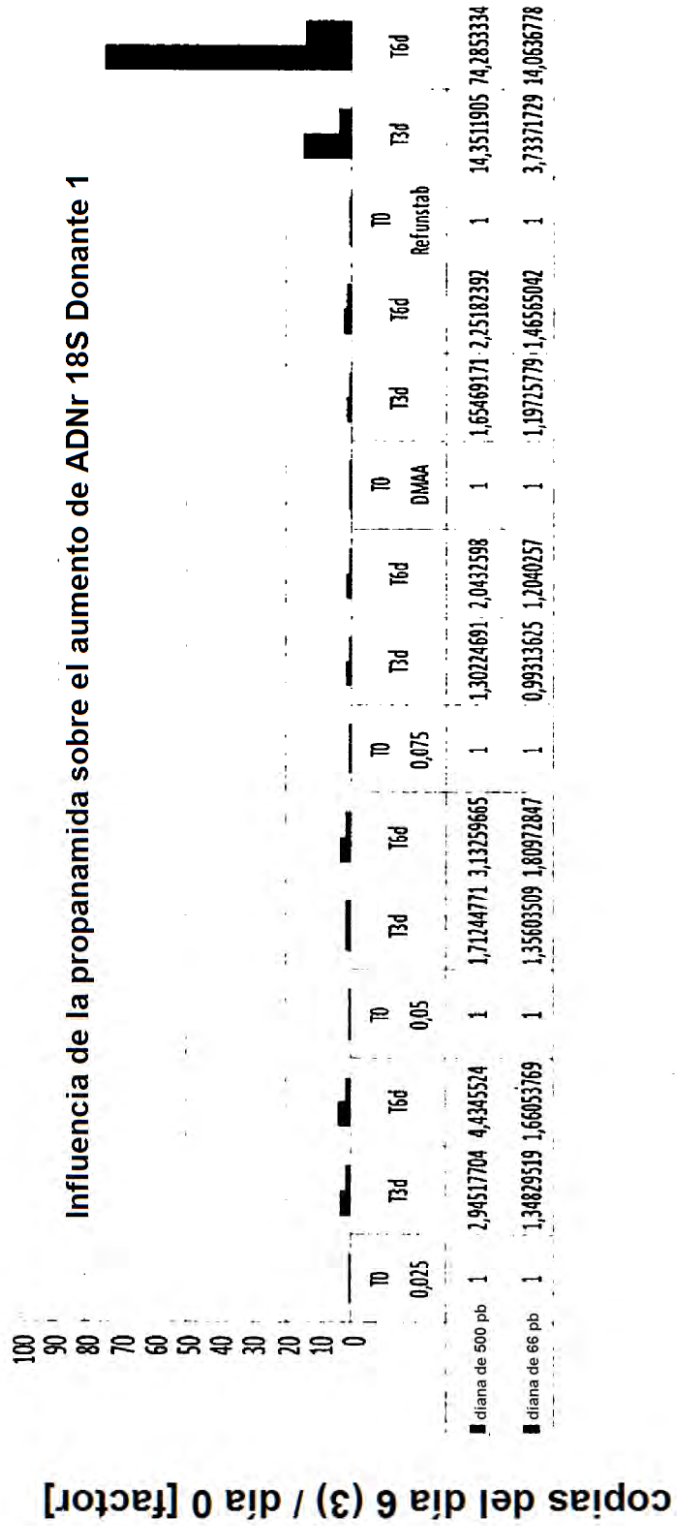 Influencia de la propanamida sobre el aumento de ADNr 18S Donante 1
copias del día 6 (3) / día 0 [factor]
100
90
80
70
60
50
40
30
20
10
0
T0 T3d T6d T0 T3d T6d T0 T3d T6d T0 T3d T6d T0 T3d T6d
0,025 0,05 0,075 DMAA Refunstab
diana de 500 pb 1 2,94517704 4,4345524 1 1,71244771 3,13259665 1 1,30224691 2,0432598 1 1,65469171 2,25182392 1 14,3511905 74,2853334
diana de 66 pb 1 1,34829519 1,66053769 1 1,35603509 1,80972847 1 0,99313625 1,2040257 1 1,19725779 1,46565042 1 3,73371729 14,0636778